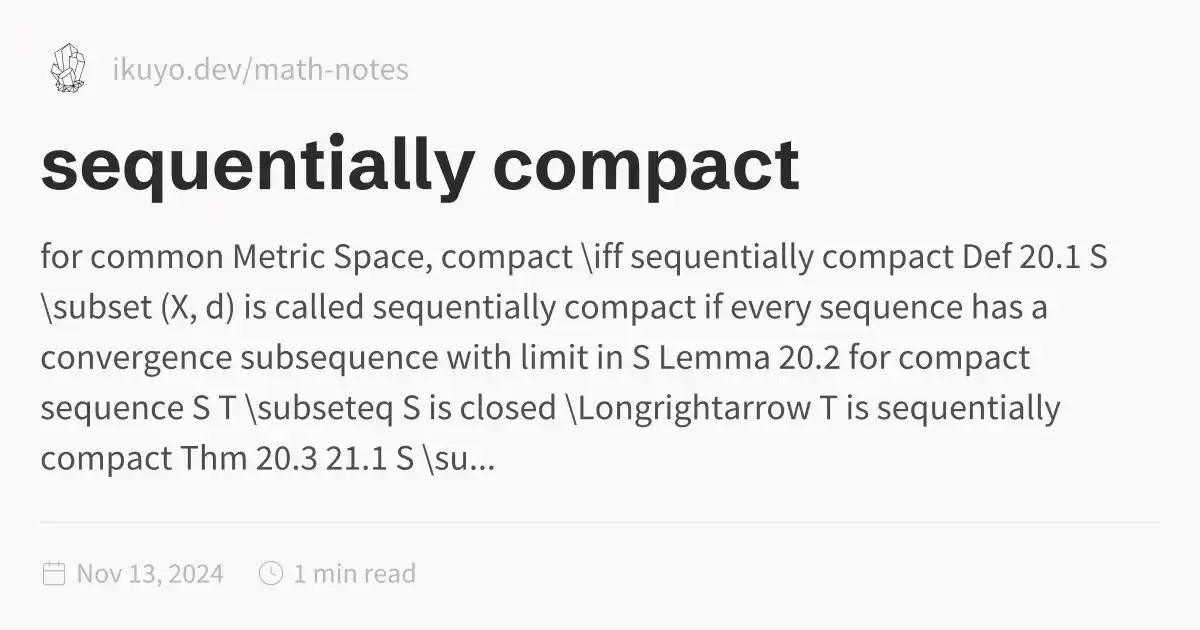 ikuyo.dev/math-notes
sequentially compact
for common Metric Space, compact \iff sequentially compact Def 20.1 S
\subset (X, d) is called sequentially compact if every sequence has a
convergence subsequence with limit in S Lemma 20.2 for compact
sequence S T \subseteq S is closed \Longrightarrow T is sequentially
compact Thm 20.3 21.1 S \su...
Nov 13, 2024 1 min read